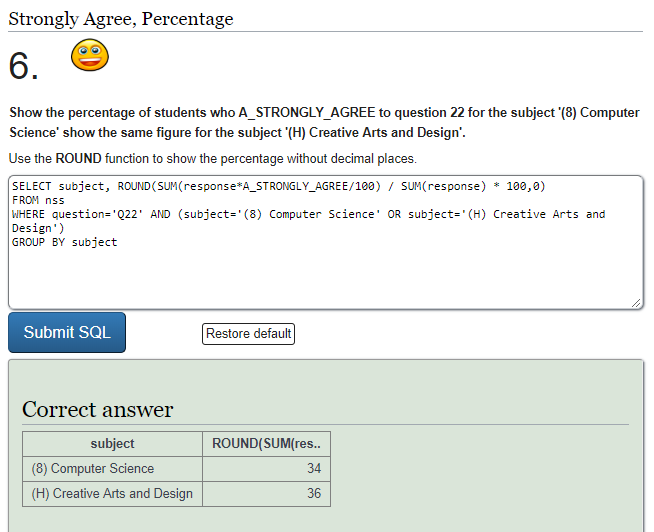 Strongly Agree, Percentage
6.
Show the percentage of students who A_STRONGLY_AGREE to question 22 for the subject '(8) Computer
Science' show the same figure for the subject '(H) Creative Arts and Design'.
Use the ROUND function to show the percentage without decimal places.
SELECT subject, ROUND(SUM(response*A_STRONGLY_AGREE/100) / SUM(response) * 100,0)
FROM nss
WHERE question='Q22' AND (subject='(8) Computer Science' OR subject='(H) Creative Arts and
Design')
GROUP BY subject
Submit SQL
Restore default
Correct answer
subject ROUND(SUM(res..
(8) Computer Science 34
(H) Creative Arts and Design 36